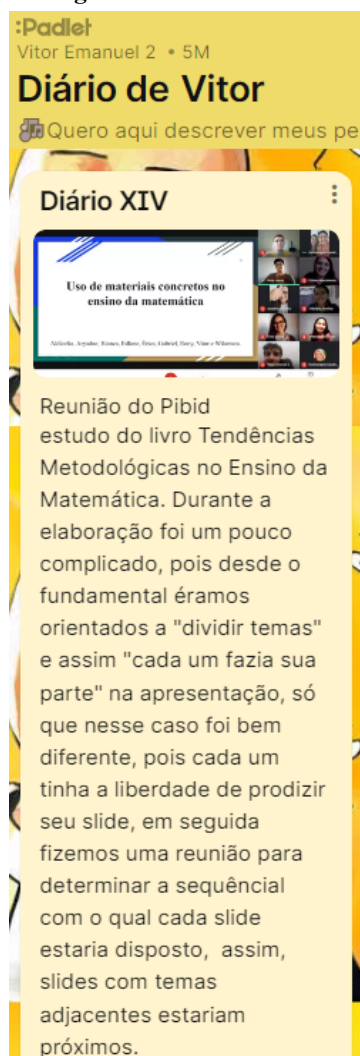 :Padlet
Vitor Emanuel 2 • 5M
Diário de Vitor
Quero aqui descrever meus pe
Diário XIV
Uso de materiais concretos no
ensino da matemática
Reunião do Pibid
estudo do livro Tendências
Metodológicas no Ensino da
Matemática. Durante a
elaboração foi um pouco
complicado, pois desde o
fundamental éramos
orientados a "dividir temas"
e assim "cada um fazia sua
parte" na apresentação, só
que nesse caso foi bem
diferente, pois cada um
tinha a liberdade de prodizir
seu slide, em seguida
fizemos uma reunião para
determinar a sequêncial
com o qual cada slide
estaria disposto, assim,
slides com temas
adjacentes estariam
próximos.